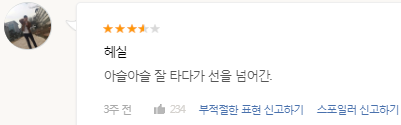 헤실
아슬아슬 잘 타다가 선을 넘어간.
3주 전 234 부적절한 표현 신고하기 스포일러 신고하기